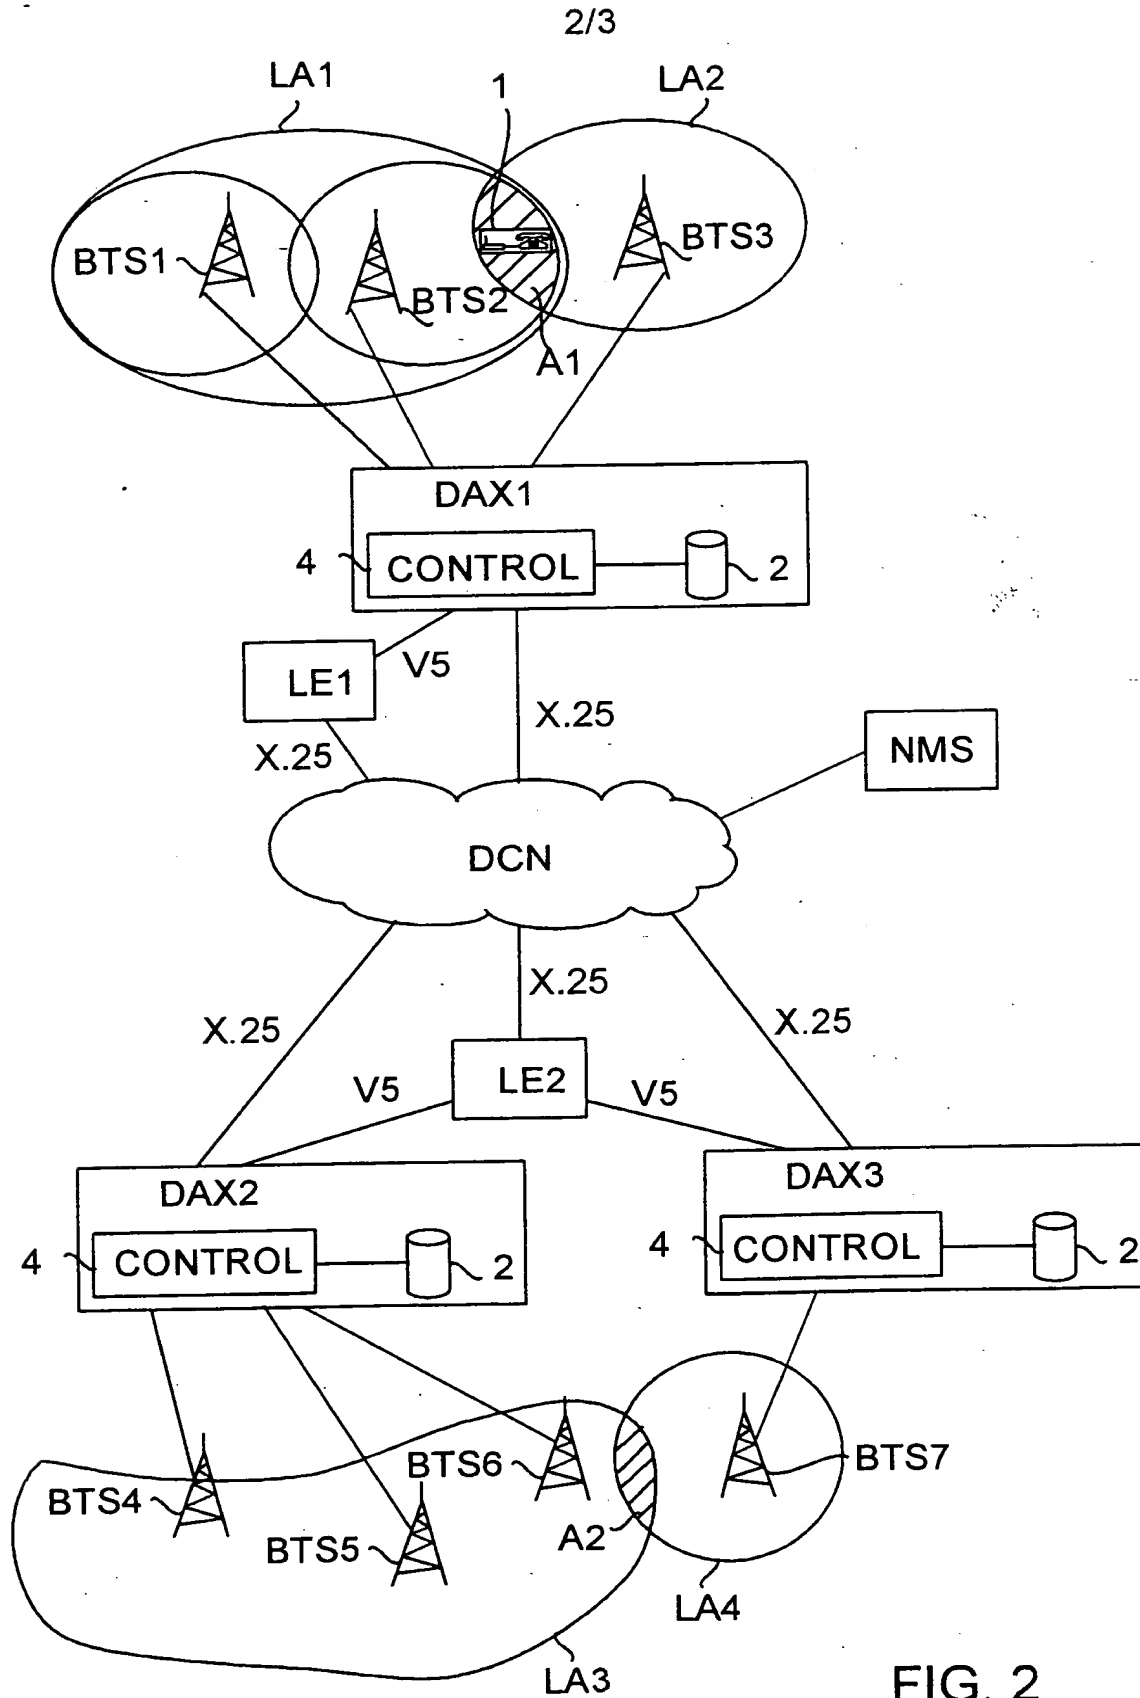 2/3
LA1
1
LA2
BTS1
BTS2
BTS3
A1
DAX1
4
CONTROL
2
LE1
V5
X.25
X.25
NMS
DCN
X.25
X.25
X.25
LE2
V5
V5
DAX2
DAX3
4
CONTROL
2
4
CONTROL
2
BTS4
BTS5
BTS6
A2
BTS7
LA4
LA3
FIG. 2